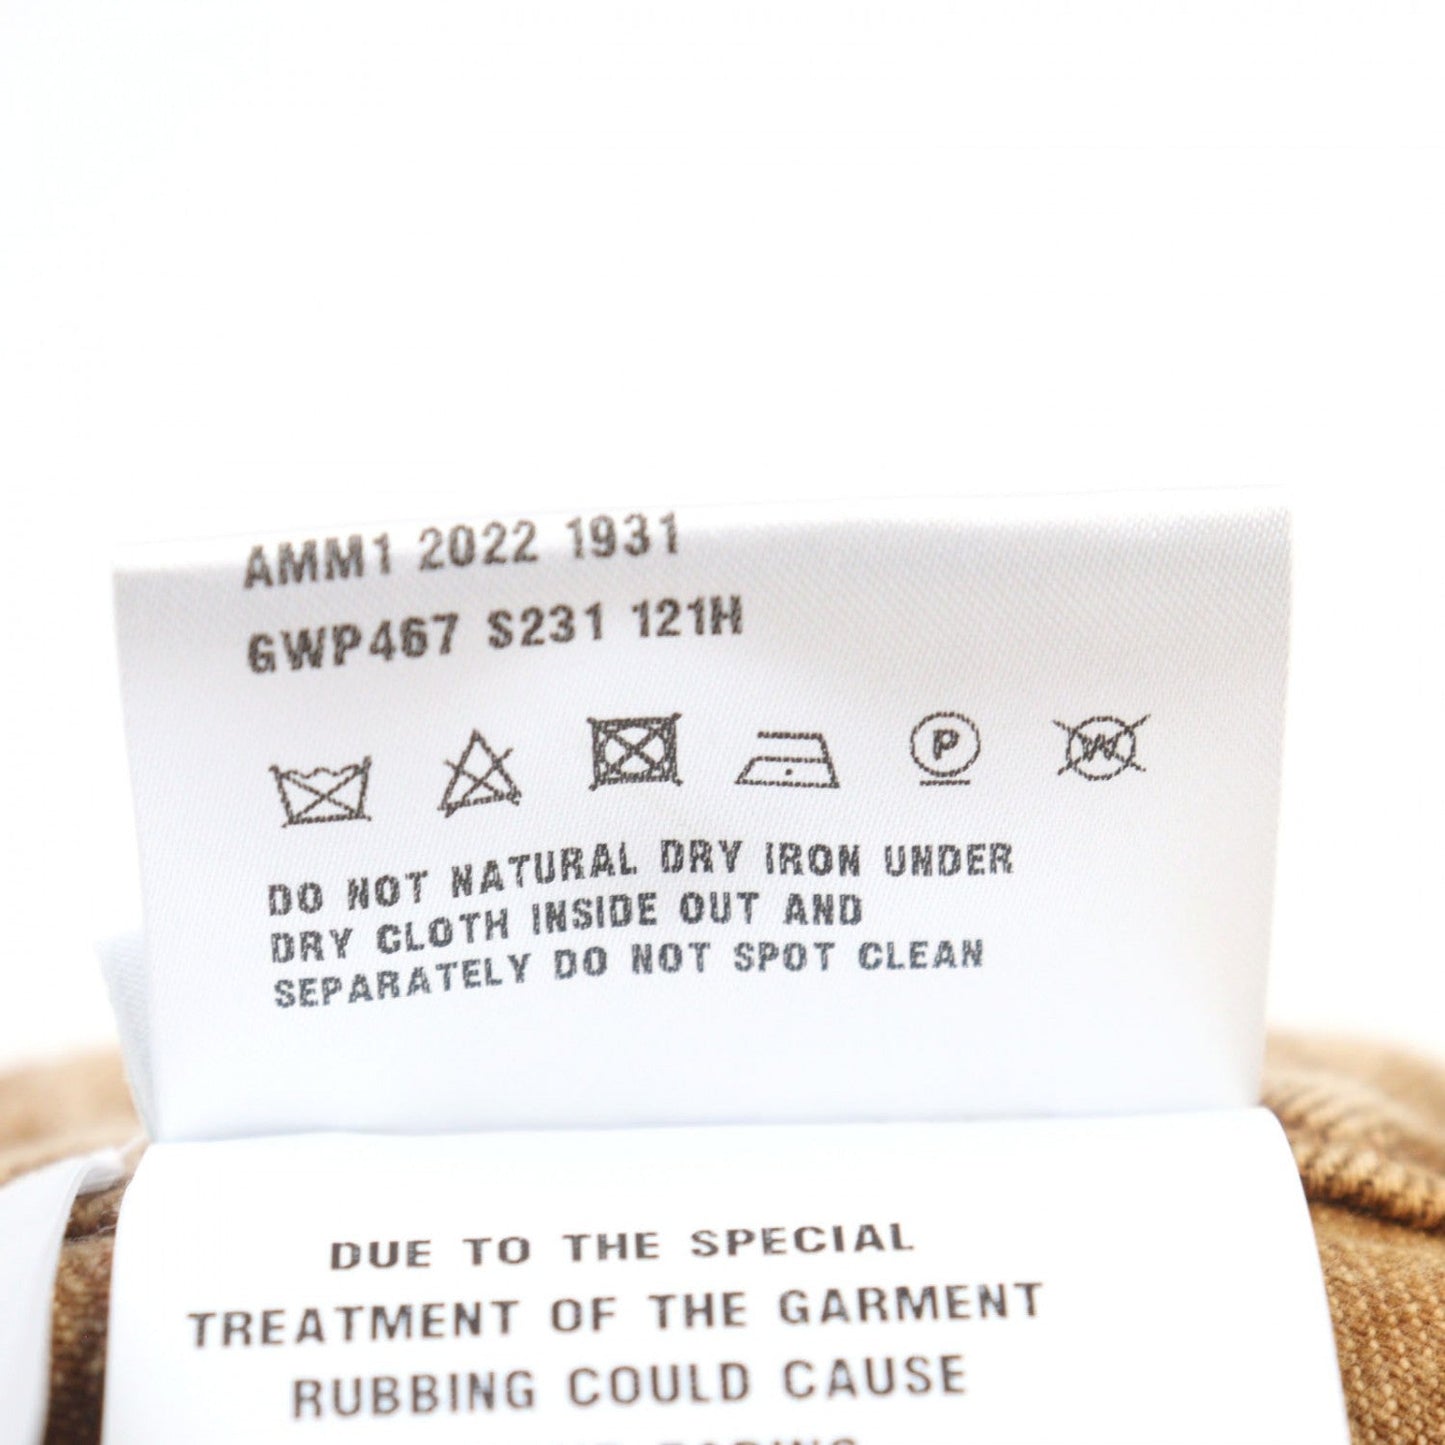 AMM1 2022 1931
GWP467 S231 121H
P
W
DO NOT NATURAL DRY IRON UNDER
DRY CLOTH INSIDE OUT AND
SEPARATELY DO NOT SPOT CLEAN
DUE TO THE SPECIAL
TREATMENT OF THE GARMENT
RUBBING COULD CAUSE